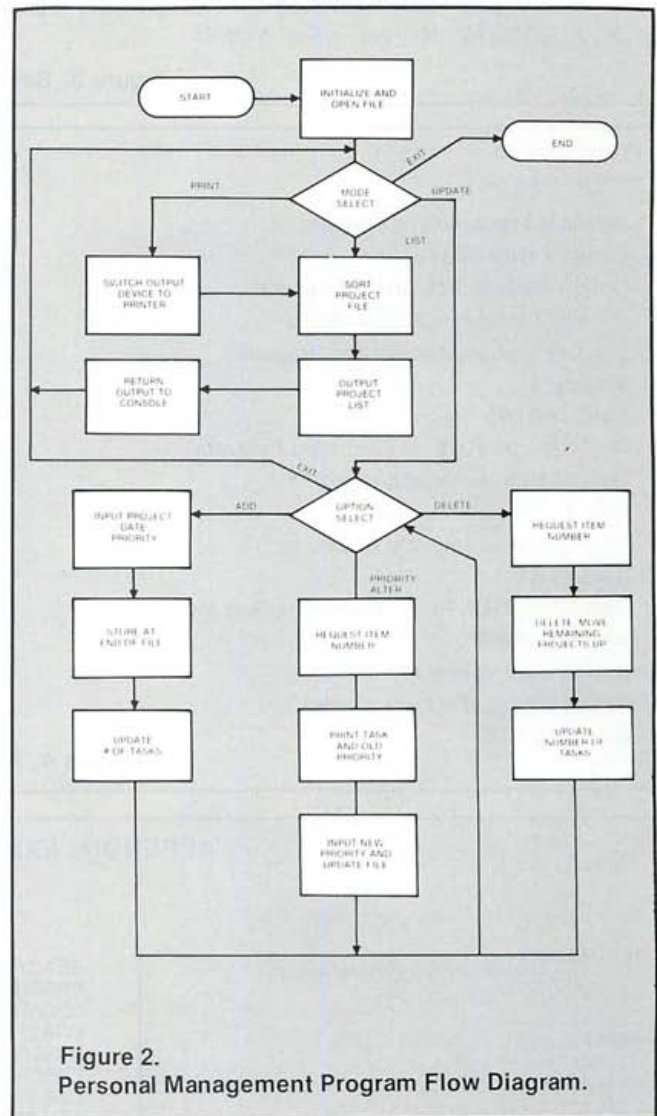 START
INITIALIZE AND
OPEN FILE
END
EXIT
PRINT
MODE
SELECT
UPDATE
LIST
SWITCH OUTPUT
DEVICE TO
PRINTER
SORT
PROJECT
FILE
RETURN
OUTPUT TO
CONSOLE
OUTPUT
PROJECT
LIST
EXIT
INPUT PROJECT
DATE
PRIORITY
ADD
OPTION
SELECT
DELETE
REQUEST ITEM
NUMBER
PRIORITY
ALTER
STORE AT
END OF FILE
REQUEST ITEM
NUMBER
DELETE, MOVE
REMAINING
PROJECTS UP
UPDATE
# OF TASKS
PRINT TASK
AND OLD
PRIORITY
UPDATE
NUMBER OF
TASKS
INPUT NEW
PRIORITY AND
UPDATE FILE
Figure 2.
Personal Management Program Flow Diagram.